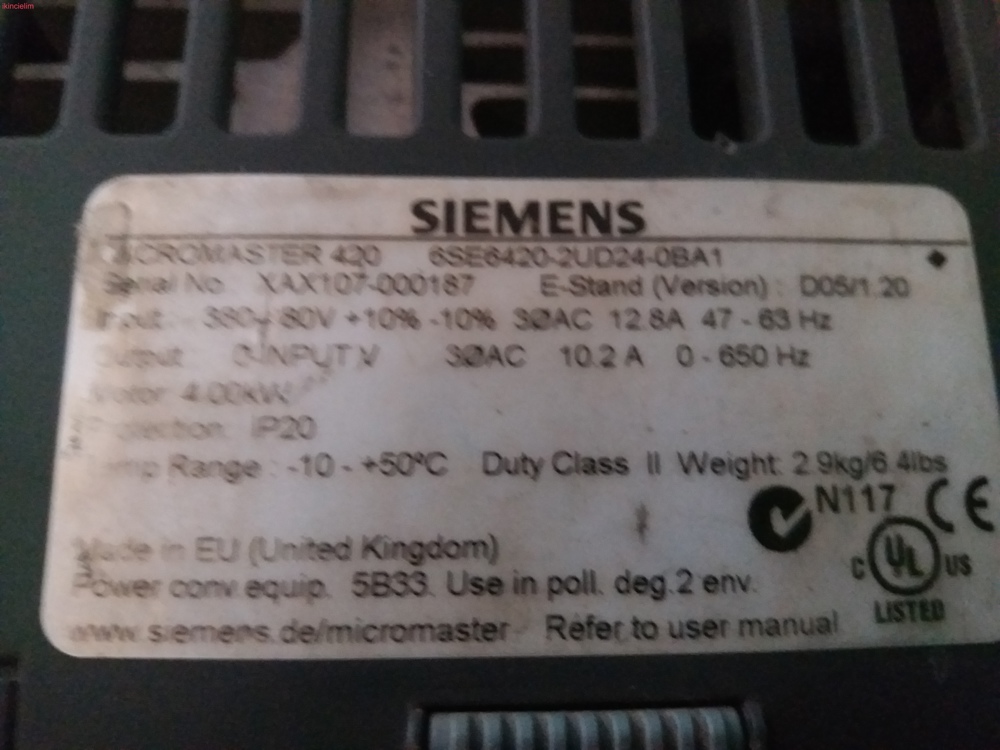 ikincielim
SIEMENS
MICROMASTER 420 6SE6420-2UD24-0BA1
Serial No XAX107-000187 E-Stand (Version) : D05/1.20
Input: 380-480V +10% -10% 3ØAC 12.8A 47 - 63 Hz
Output 0-INPUT V 3ØAC 10.2 A 0 - 650 Hz
Motor 4.00kW
Protection IP20
Temp Range : -10 - +50°C Duty Class II Weight: 2.9kg/6.4lbs
N117 CE
Made in EU (United Kingdom)
C UL US
Power conv.equip. 5B33. Use in poll. deg.2 env.
LISTED
www.siemens.de/micromaster Refer to user manual